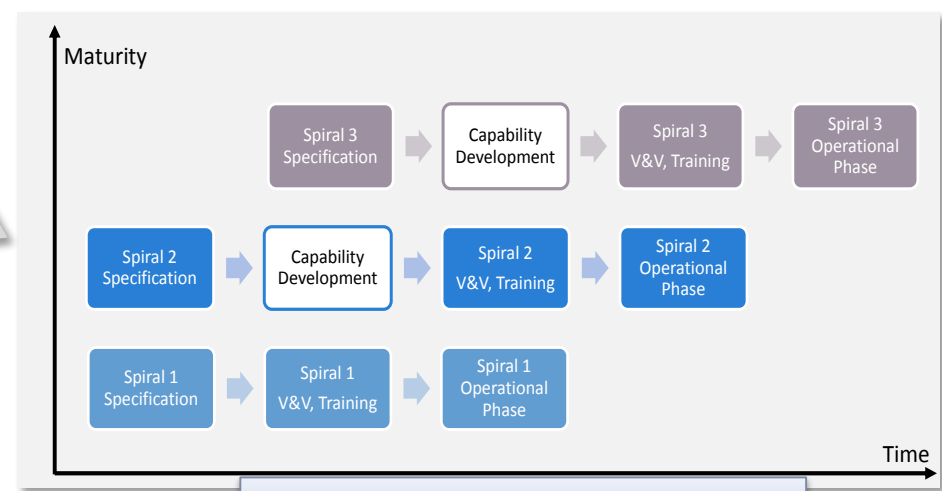 Maturity
Spiral 3
Specification
Capability
Development
Spiral 3
V&V, Training
Spiral 3
Operational
Phase
Spiral 2
Specification
Capability
Development
Spiral 2
V&V, Training
Spiral 2
Operational
Phase
Spiral 1
Specification
Spiral 1
V&V, Training
Spiral 1
Operational
Phase
Time